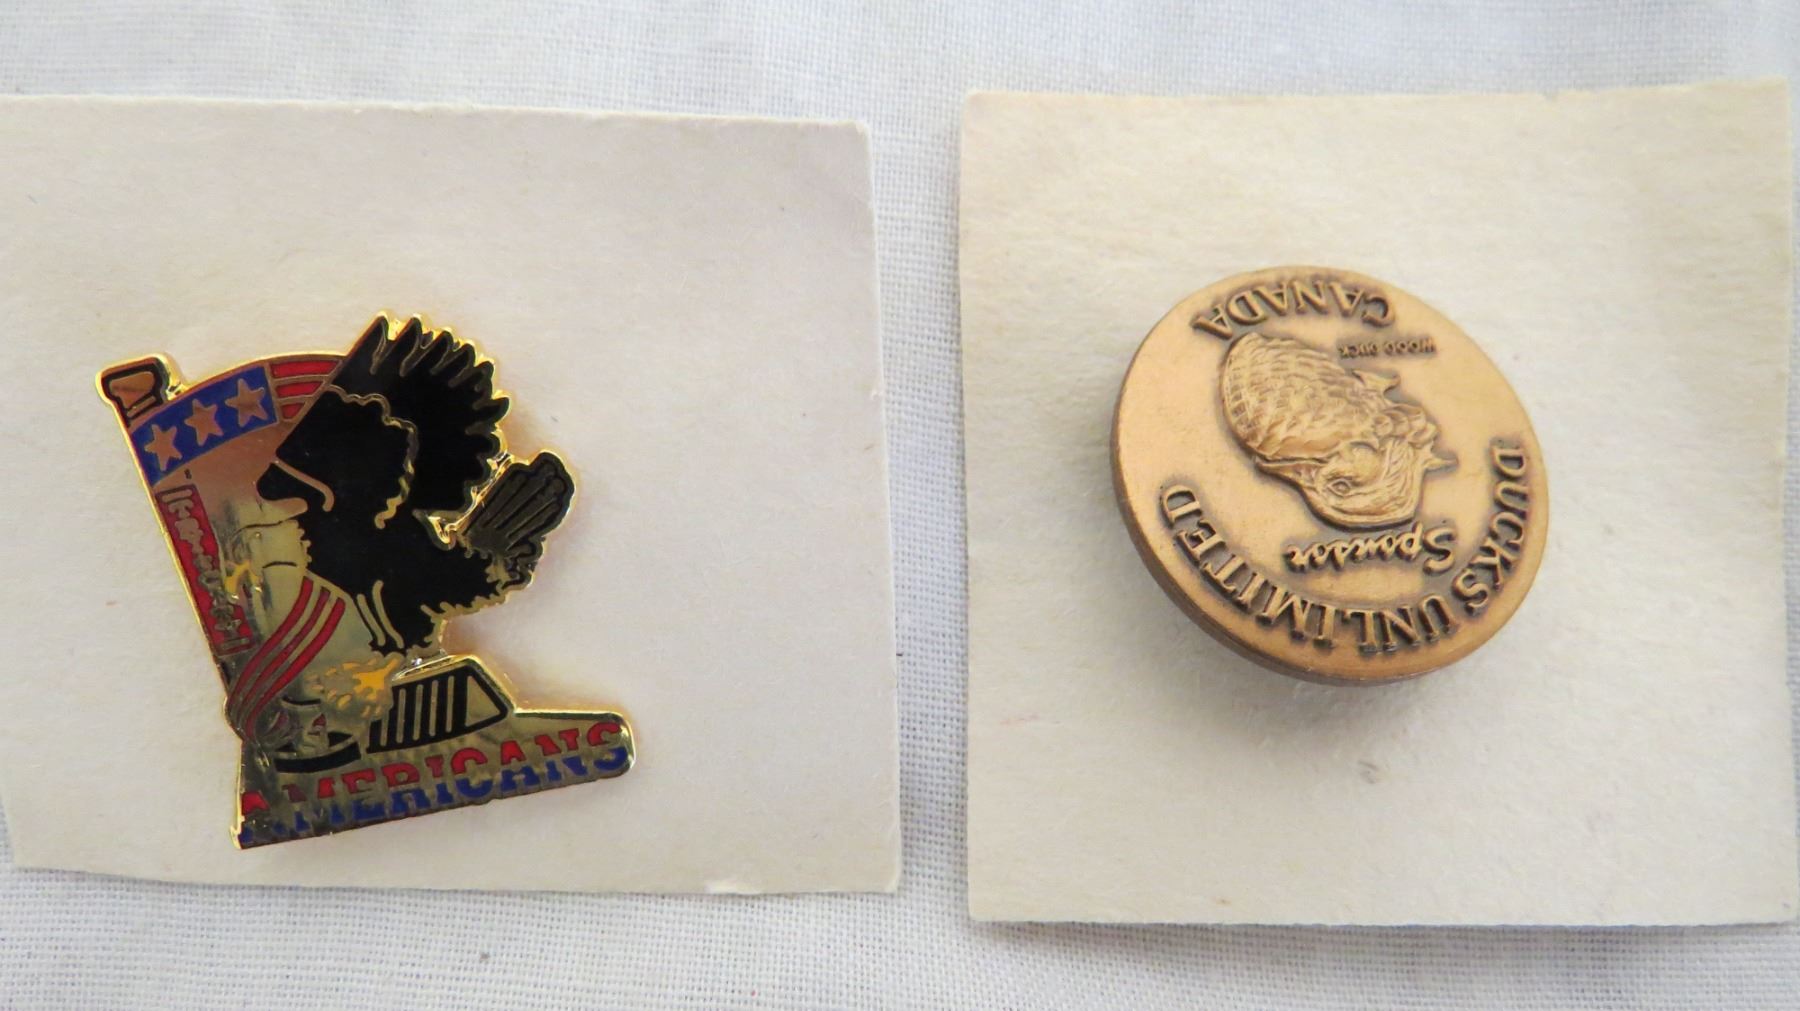 AMERICANS
DUCKS UNLIMITED
Sponsor
WOOD DUCK
CANADA